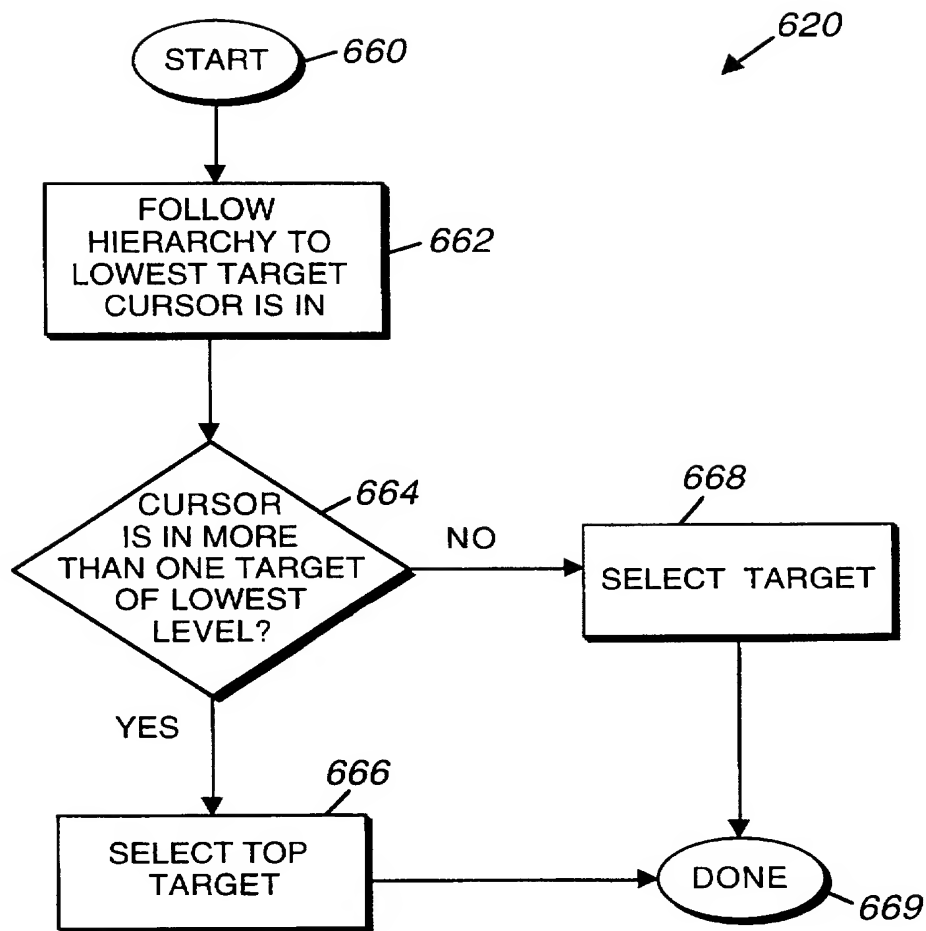 620
START
660
FOLLOW
HIERARCHY TO
LOWEST TARGET
CURSOR IS IN
662
CURSOR
IS IN MORE
THAN ONE TARGET
OF LOWEST
LEVEL?
664
NO
668
SELECT TARGET
YES
666
SELECT TOP
TARGET
DONE
669